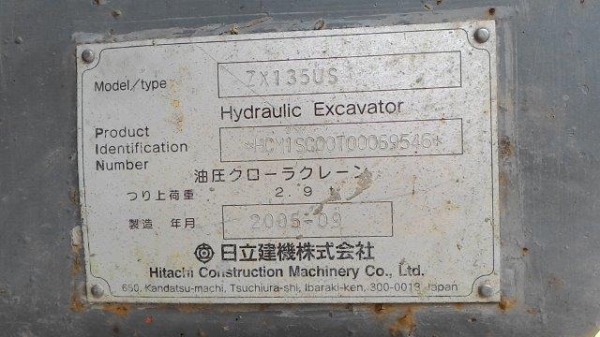 Model/type ZX135US
Hydraulic Excavator
Product
Identification
Number *HCM1SG00T00069546*
油圧クローラクレーン
つり上荷重 2.9 t
製造 年月 2005-09
日立建機株式会社
Hitachi Construction Machinery Co., Ltd.
650, Kandatsu-machi, Tsuchiura-shi, Ibaraki-ken, 300-0013 Japan